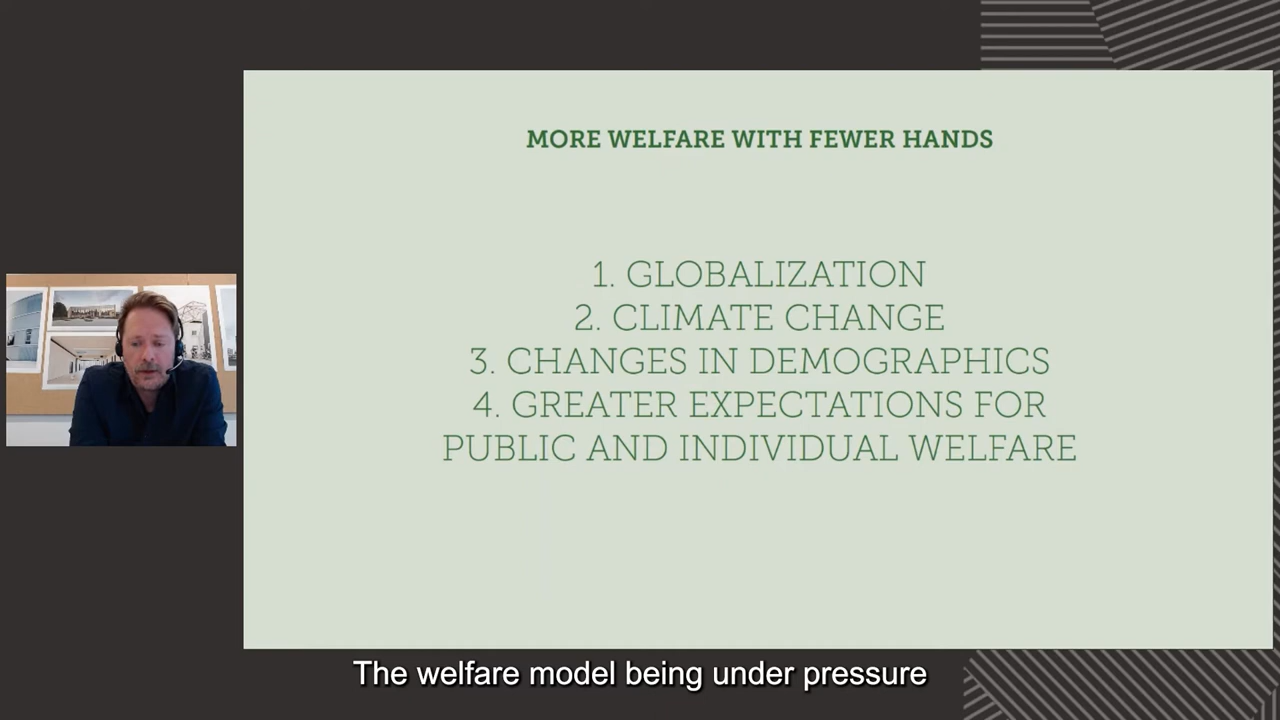 MORE WELFARE WITH FEWER HANDS
1. GLOBALIZATION
2. CLIMATE CHANGE
3. CHANGES IN DEMOGRAPHICS
4. GREATER EXPECTATIONS FOR
PUBLIC AND INDIVIDUAL WELFARE
The welfare model being under pressure